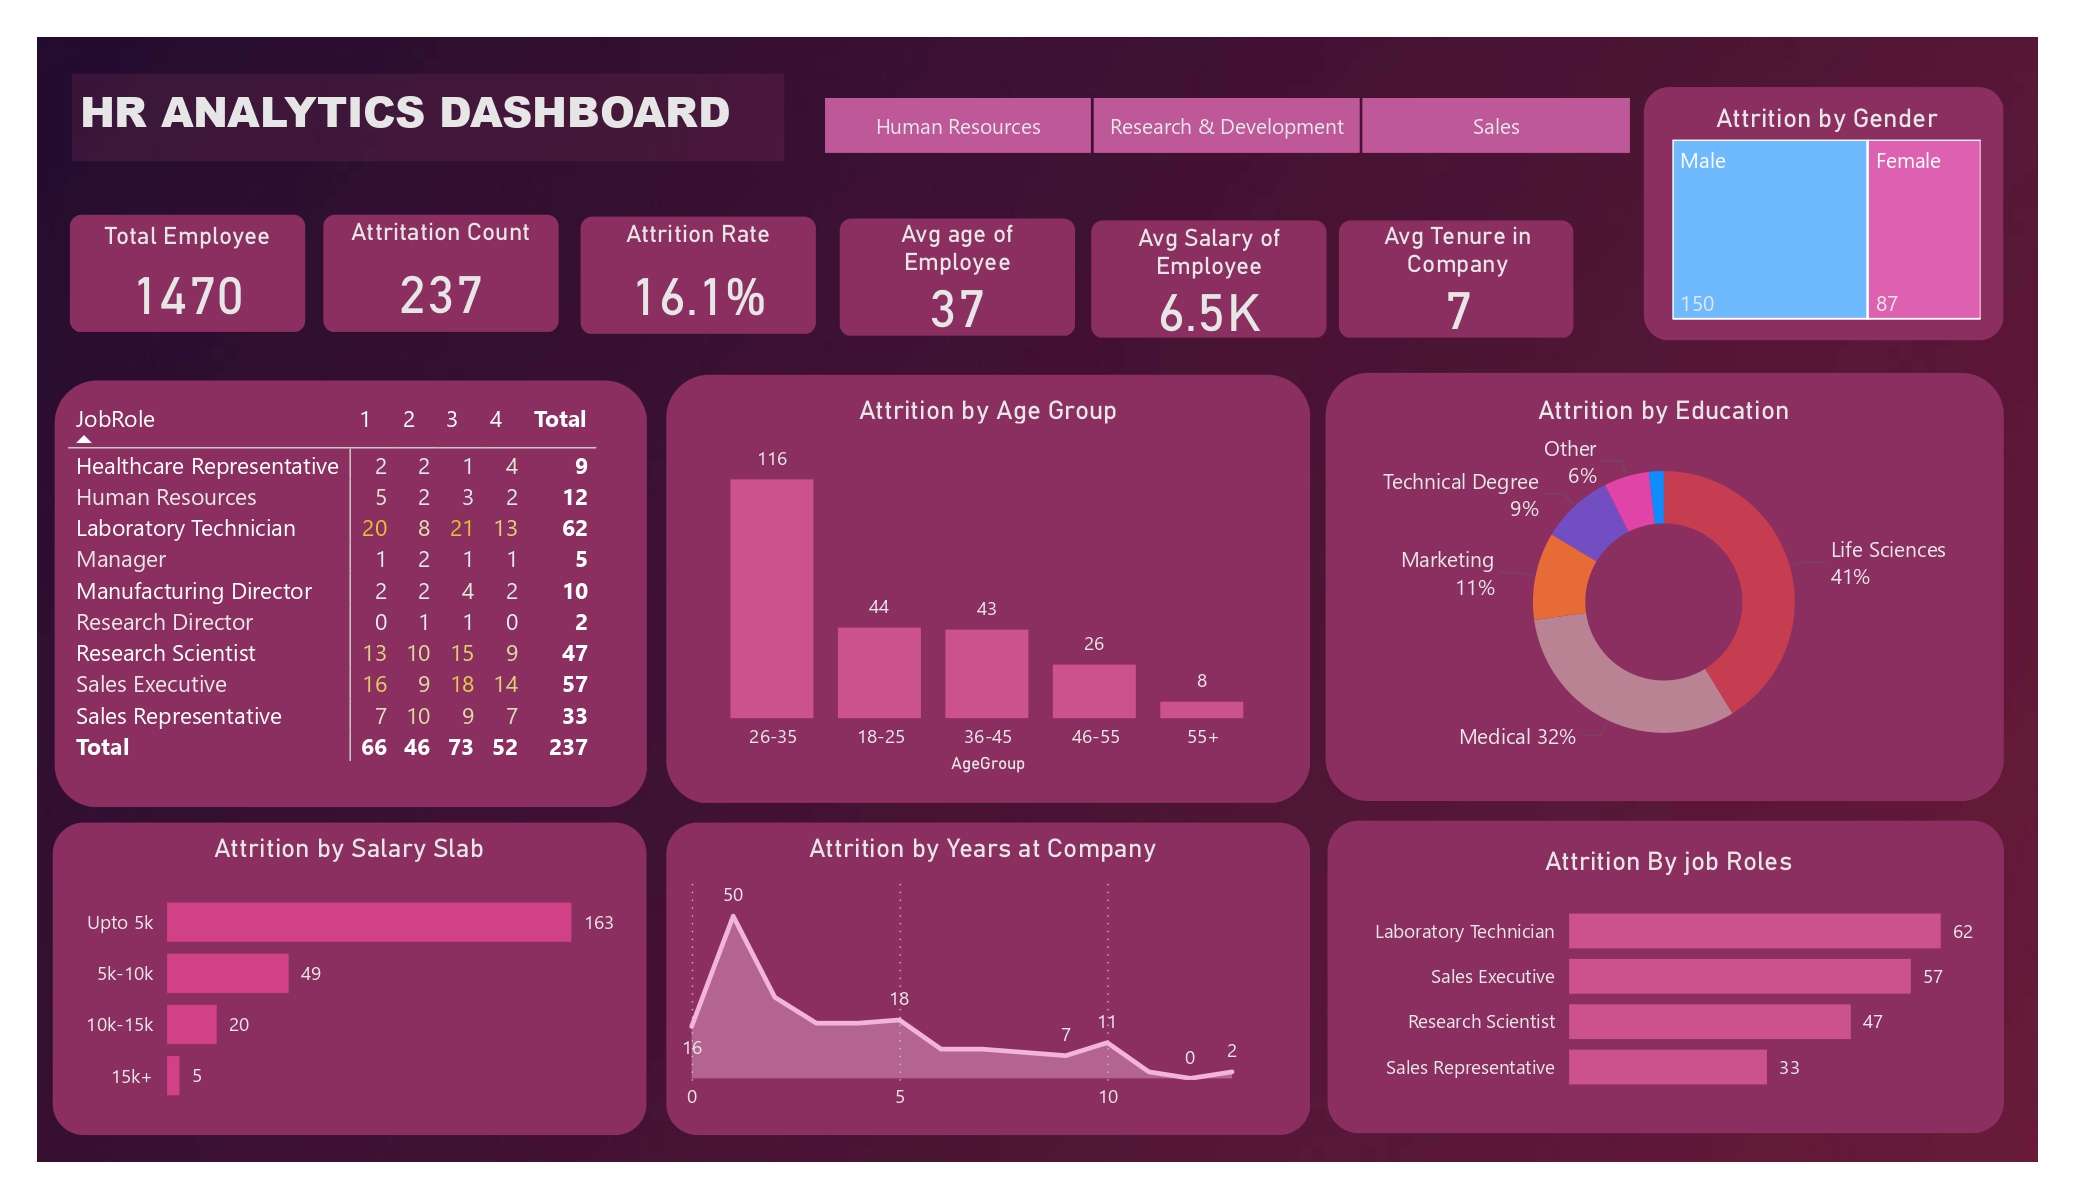 HR ANALYTICS DASHBOARD
Human Resources
Research & Development
Sales
Attrition by Gender
Male
Female
150
87
Total Employee
1470
Attritation Count
237
Attrition Rate
16.1%
Avg age of
Employee
37
Avg Salary of
Employee
6.5K
Avg Tenure in
Company
7
JobRole 1 2 3 4 Total
Healthcare Representative 2 2 1 4 9
Human Resources 5 2 3 2 12
Laboratory Technician 20 8 21 13 62
Manager 1 2 1 1 5
Manufacturing Director 2 2 4 2 10
Research Director 0 1 1 0 2
Research Scientist 13 10 15 9 47
Sales Executive 16 9 18 14 57
Sales Representative 7 10 9 7 33
Total 66 46 73 52 237
Attrition by Age Group
116
44
43
26
8
26-35
18-25
36-45
46-55
55+
AgeGroup
Attrition by Education
Other
6%
Technical Degree
9%
Marketing
11%
Life Sciences
41%
Medical 32%
Attrition by Salary Slab
Upto 5k 163
5k-10k 49
10k-15k 20
15k+ 5
Attrition by Years at Company
50
18
16
7
11
0
2
0
5
10
Attrition By job Roles
Laboratory Technician 62
Sales Executive 57
Research Scientist 47
Sales Representative 33